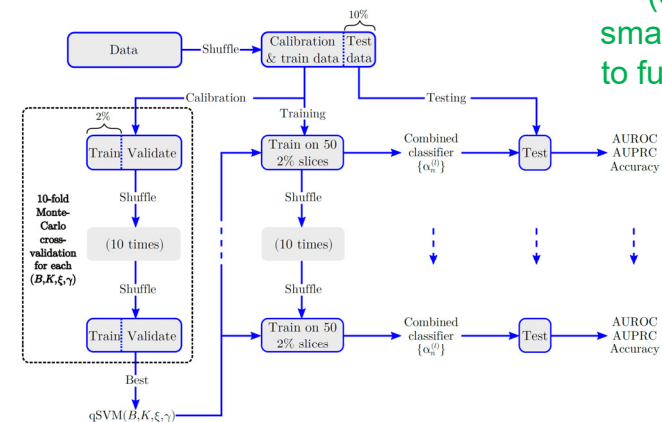 10%
Data
Shuffle
Calibration
& train data
Test
data
sma
to fu
Calibration
Training
Testing
2%
Train
Validate
Train on 50
2% slices
Combined
classifier
{α_n^(l)}
Test
AUROC
AUPRC
Accuracy
Shuffle
Shuffle
10-fold
Monte-
Carlo
cross-
validation
for each
(B,K,ξ,γ)
(10 times)
(10 times)
Shuffle
Shuffle
Train
Validate
Train on 50
2% slices
Combined
classifier
{α_n^(l)}
Test
AUROC
AUPRC
Accuracy
Best
qSVM(B,K,ξ,γ)